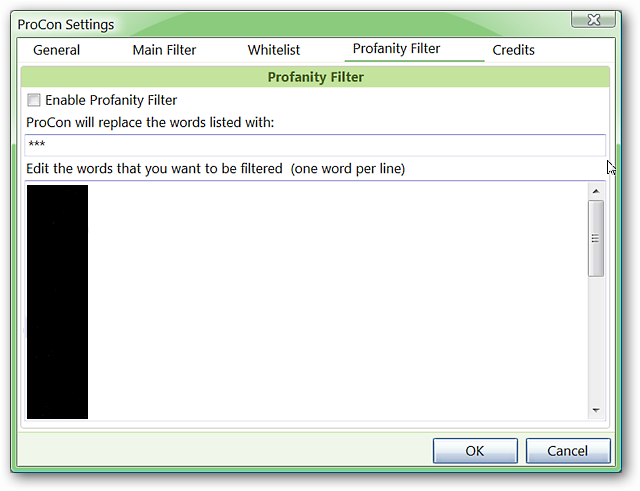 ProCon Settings
General Main Filter Whitelist Profanity Filter Credits
Profanity Filter
Enable Profanity Filter
ProCon will replace the words listed with:
***
Edit the words that you want to be filtered (one word per line)
OK Cancel